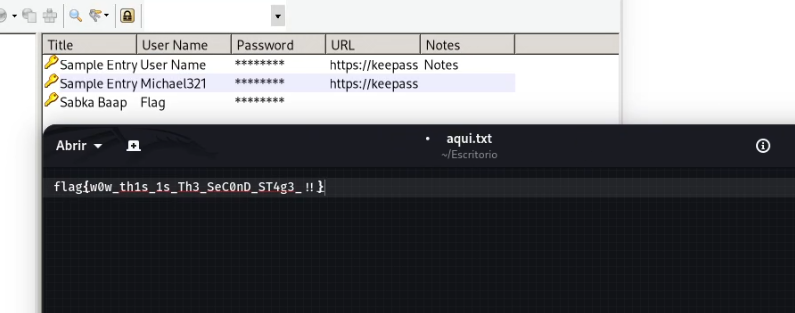 Title User Name Password URL Notes
Sample Entry User Name ******** https://keepass Notes
Sample Entry Michael321 ******** https://keepass
Sabka Baap Flag ********
Abrir • aqui.txt
~/Escritorio
flag{w0w_th1s_1s_Th3_SeC0nD_ST4g3_!!}